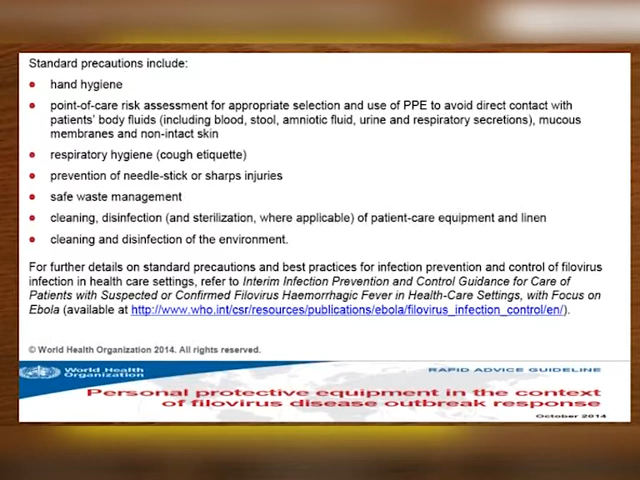 Standard precautions include:
● hand hygiene
● point-of-care risk assessment for appropriate selection and use of PPE to avoid direct contact with
patients' body fluids (including blood, stool, amniotic fluid, urine and respiratory secretions), mucous
membranes and non-intact skin
● respiratory hygiene (cough etiquette)
● prevention of needle-stick or sharps injuries
● safe waste management
● cleaning, disinfection (and sterilization, where applicable) of patient-care equipment and linen
● cleaning and disinfection of the environment.
For further details on standard precautions and best practices for infection prevention and control of filovirus
infection in health care settings, refer to Interim Infection Prevention and Control Guidance for Care of
Patients with Suspected or Confirmed Filovirus Haemorrhagic Fever in Health-Care Settings, with Focus on
Ebola (available at http://www.who.int/csr/resources/publications/ebola/filovirus_infection_control/en/).
© World Health Organization 2014. All rights reserved.
World Health
Organization
RAPID ADVICE GUIDELINE
Personal protective equipment in the context
of filovirus disease outbreak response
October 2014